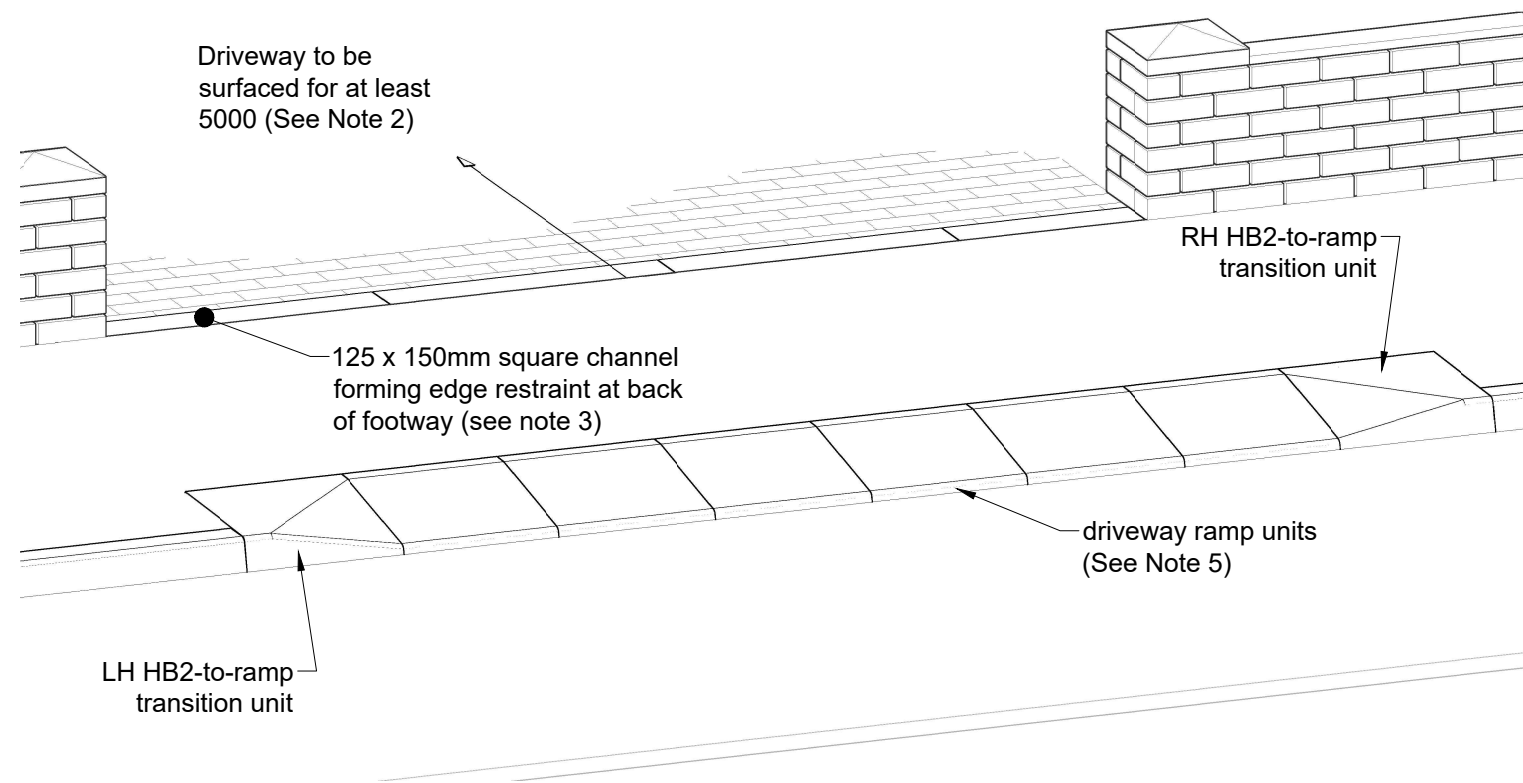 Driveway to be
surfaced for at least
5000 (See Note 2)
RH HB2-to-ramp
transition unit
125 x 150mm square channel
forming edge restraint at back
of footway (see note 3)
driveway ramp units
(See Note 5)
LH HB2-to-ramp
transition unit